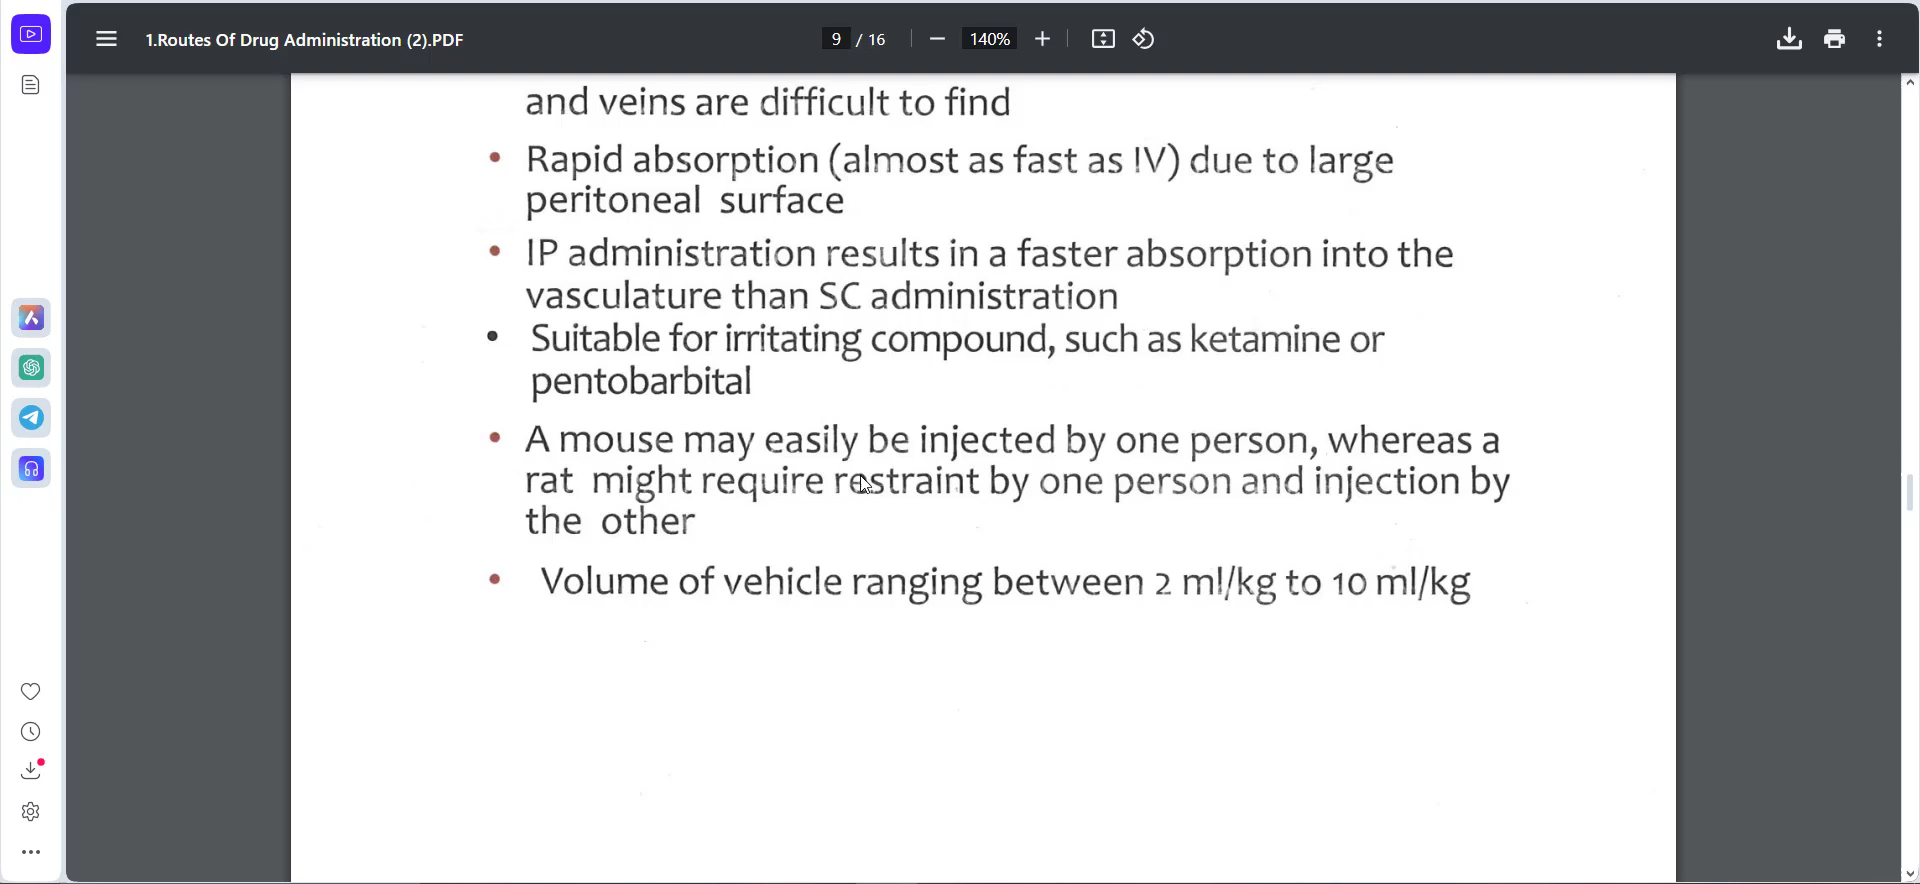 1.Routes Of Drug Administration (2).PDF
9 / 16
140%
and veins are difficult to find
• Rapid absorption (almost as fast as IV) due to large
peritoneal surface
• IP administration results in a faster absorption into the
vasculature than SC administration
• Suitable for irritating compound, such as ketamine or
pentobarbital
• A mouse may easily be injected by one person, whereas a
rat might require restraint by one person and injection by
the other
• Volume of vehicle ranging between 2 ml/kg to 10 ml/kg